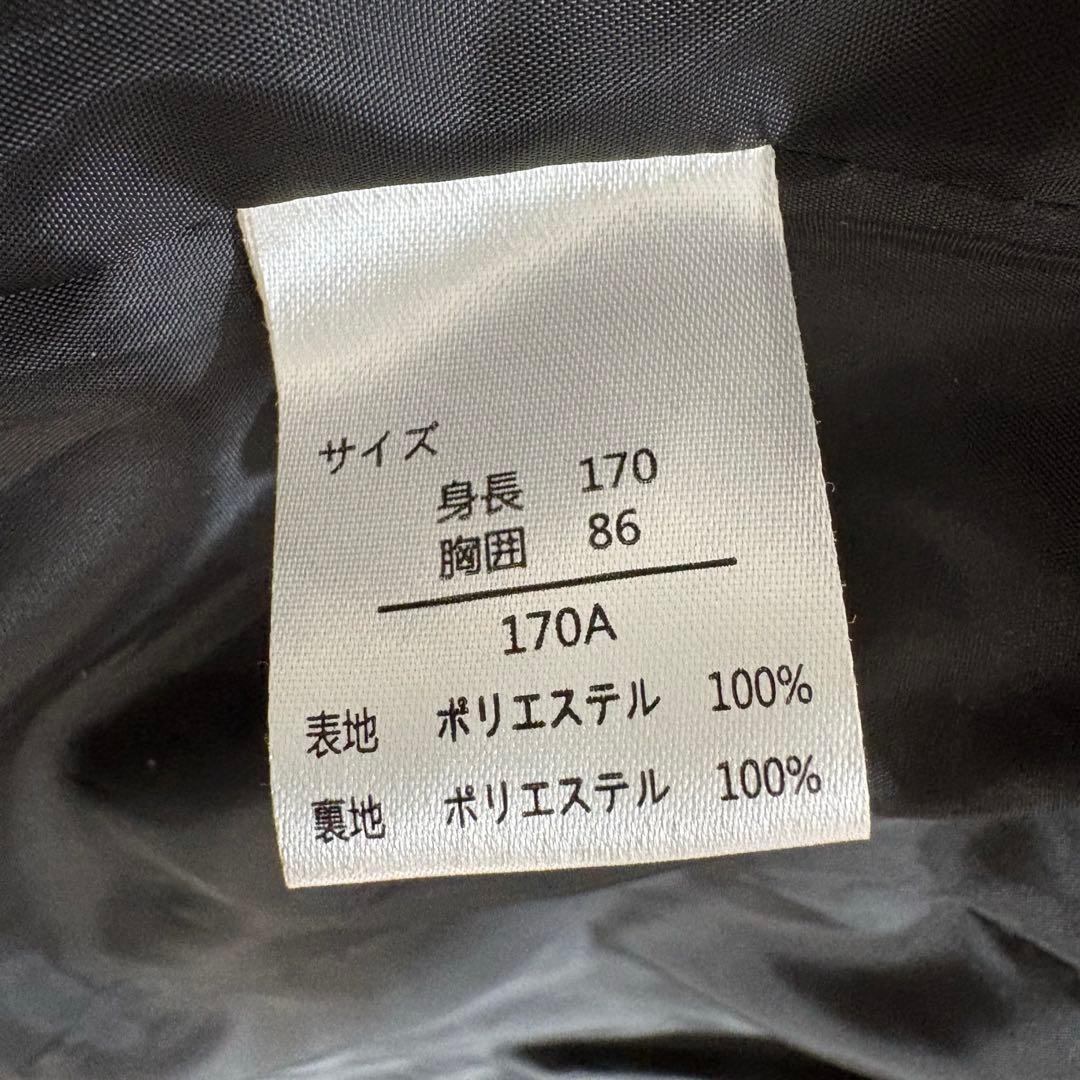 サイズ
身長 170
胸囲 86
170A
表地 ポリエステル 100%
裏地 ポリエステル 100%